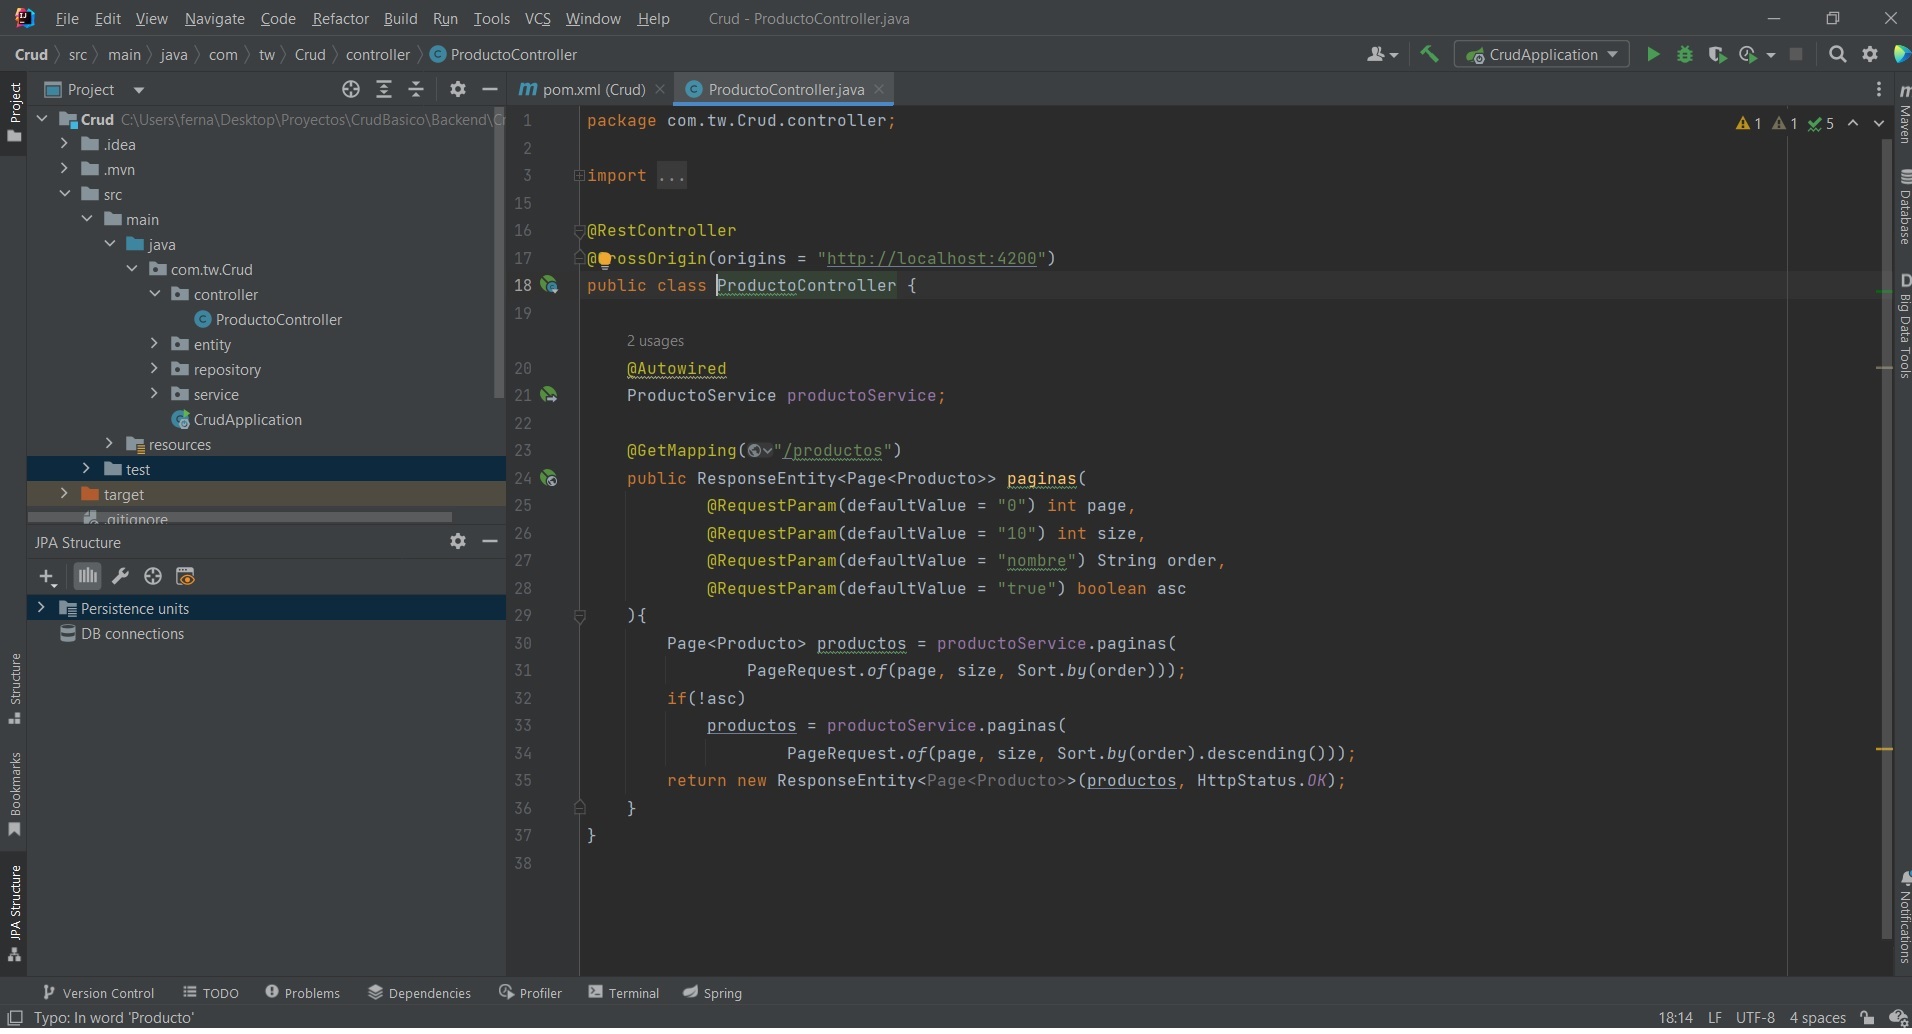 File Edit View Navigate Code Refactor Build Run Tools VCS Window Help Crud - ProductoController.java
Crud src main java com tw Crud controller ProductoController CrudApplication
Project
Project
pom.xml (Crud) ProductoController.java
Crud C:\Users\ferna\Desktop\Proyectos\CrudBasico\Backend\Cr
.idea
.mvn
src
main
java
com.tw.Crud
controller
ProductoController
entity
repository
service
CrudApplication
resources
test
target
.gitignore
JPA Structure
Persistence units
DB connections
Structure
Bookmarks
JPA Structure
1 package com.tw.Crud.controller;
2
3 import ...
15
16 @RestController
17 @CrossOrigin(origins = "http://localhost:4200")
18 public class ProductoController {
19
2 usages
20 @Autowired
21 ProductoService productoService;
22
23 @GetMapping("/productos")
24 public ResponseEntity<Page<Producto>> paginas(
25 @RequestParam(defaultValue = "0") int page,
26 @RequestParam(defaultValue = "10") int size,
27 @RequestParam(defaultValue = "nombre") String order,
28 @RequestParam(defaultValue = "true") boolean asc
29 ){
30 Page<Producto> productos = productoService.paginas(
31 PageRequest.of(page, size, Sort.by(order)));
32 if(!asc)
33 productos = productoService.paginas(
34 PageRequest.of(page, size, Sort.by(order).descending()));
35 return new ResponseEntity<Page<Producto>>(productos, HttpStatus.OK);
36 }
37 }
38
1 1 5
Maven
Database
Big Data Tools
Notifications
Version Control TODO Problems Dependencies Profiler Terminal Spring
Typo: In word 'Producto' 18:14 LF UTF-8 4 spaces